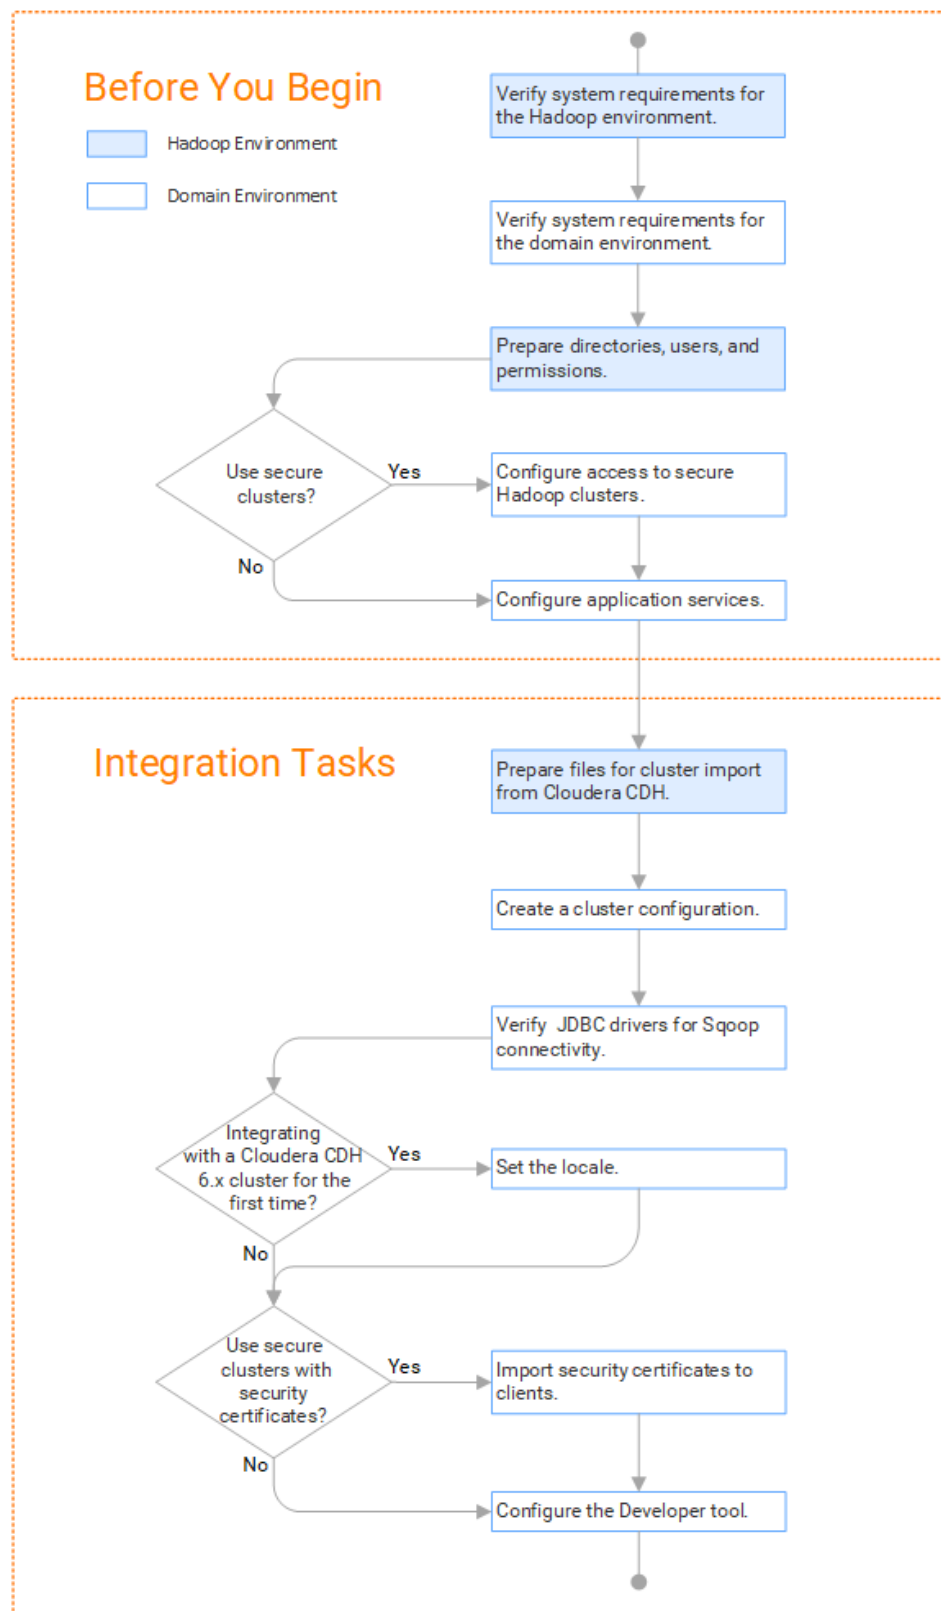 Before You Begin
Hadoop Environment
Domain Environment
Verify system requirements for
the Hadoop environment.
Verify system requirements for
the domain environment.
Prepare directories, users, and
permissions.
Use secure
clusters?
Yes
No
Configure access to secure
Hadoop clusters.
Configure application services.
Integration Tasks
Prepare files for cluster import
from Cloudera CDH.
Create a cluster configuration.
Verify  JDBC drivers for Sqoop
connectivity.
Integrating
with a Cloudera CDH
6.x cluster for the
first time?
Yes
No
Set the locale.
Use secure
clusters with
security
certificates?
Yes
No
Import security certificates to
clients.
Configure the Developer tool.